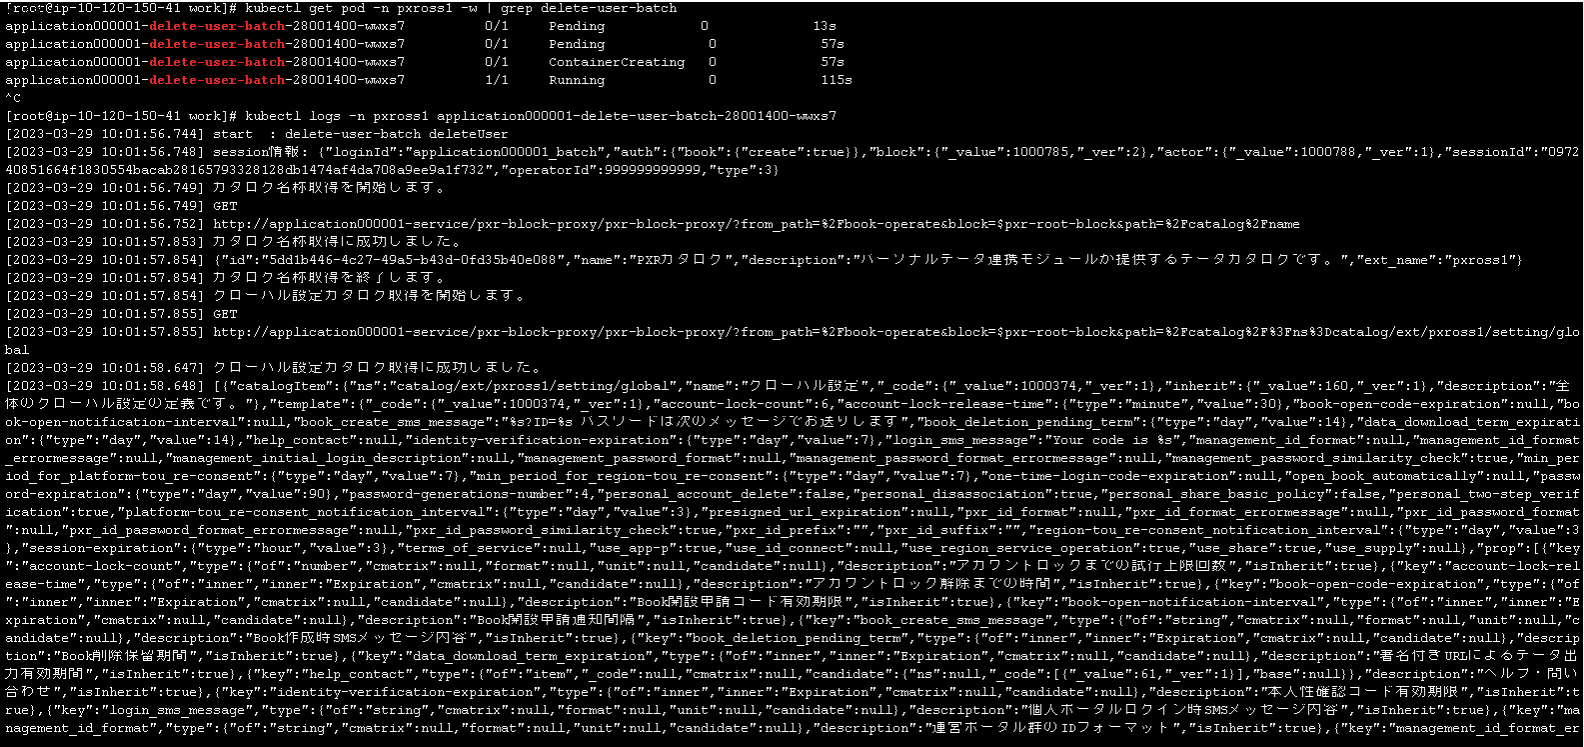 [root@ip-10-120-150-41 work]# kubectl get pod -n pxross1 -w | grep delete-user-batch
application000001-delete-user-batch-28001400-wwxs7 0/1 Pending 0 13s
application000001-delete-user-batch-28001400-wwxs7 0/1 Pending 0 57s
application000001-delete-user-batch-28001400-wwxs7 0/1 ContainerCreating 0 57s
application000001-delete-user-batch-28001400-wwxs7 1/1 Running 0 115s
^C
[root@ip-10-120-150-41 work]# kubectl logs -n pxross1 application000001-delete-user-batch-28001400-wwxs7
[2023-03-29 10:01:56.744] start : delete-user-batch deleteUser
[2023-03-29 10:01:56.748] session情報: {"loginId":"application000001_batch","auth":{"book":{"create":true}},"block":{"_value":1000785,"_ver":2},"actor":{"_value":1000788,"_ver":1},"sessionId":"0972
40851664f1830554bacab28165793328128db1474af4da708a9ee9a1f732","operatorId":999999999999,"type":3}
[2023-03-29 10:01:56.749] カタログ名称取得を開始します。
[2023-03-29 10:01:56.749] GET
[2023-03-29 10:01:56.752] http://application000001-service/pxr-block-proxy/pxr-block-proxy/?from_path=%2Fbook-operate&block=$pxr-root-block&path=%2Fcatalog%2Fname
[2023-03-29 10:01:57.853] カタログ名称取得に成功しました。
[2023-03-29 10:01:57.854] {"id":"5dd1b446-4c27-49a5-b43d-0fd35b40e088","name":"PXRカタログ","description":"パーソナルデータ連携モジュールが提供するデータカタログです。","ext_name":"pxross1"}
[2023-03-29 10:01:57.854] カタログ名称取得を終了します。
[2023-03-29 10:01:57.854] グローバル設定カタログ取得を開始します。
[2023-03-29 10:01:57.855] GET
[2023-03-29 10:01:57.855] http://application000001-service/pxr-block-proxy/pxr-block-proxy/?from_path=%2Fbook-operate&block=$pxr-root-block&path=%2Fcatalog%2F%3Fns%3Dcatalog/ext/pxross1/setting/glo
bal
[2023-03-29 10:01:58.647] グローバル設定カタログ取得に成功しました。
[2023-03-29 10:01:58.648] [{"catalogItem":{"ns":"catalog/ext/pxross1/setting/global","name":"グローバル設定","_code":{"_value":1000374,"_ver":1},"inherit":{"_value":160,"_ver":1},"description":"全
体のグローバル設定の定義です。"},"template":{"_code":{"_value":1000374,"_ver":1},"account-lock-count":6,"account-lock-release-time":{"type":"minute","value":30},"book-open-code-expiration":null,"bo
ok-open-notification-interval":null,"book_create_sms_message":"%s?ID=%s パスワードは次のメッセージでお送りします","book_deletion_pending_term":{"type":"day","value":14},"data_download_term_expirati
on":{"type":"day","value":14},"help_contact":null,"identity-verification-expiration":{"type":"day","value":7},"login_sms_message":"Your code is %s","management_id_format":null,"management_id_format
_errormessage":null,"management_initial_login_description":null,"management_password_format":null,"management_password_format_errormessage":null,"management_password_similarity_check":true,"min_per
iod_for_platform-tou_re-consent":{"type":"day","value":7},"min_period_for_region-tou_re-consent":{"type":"day","value":7},"one-time-login-code-expiration":null,"open_book_automatically":null,"passw
ord-expiration":{"type":"day","value":90},"password-generations-number":4,"personal_account_delete":false,"personal_disassociation":true,"personal_share_basic_policy":false,"personal_two-step_verif
ication":true,"platform-tou_re-consent_notification_interval":{"type":"day","value":3},"presigned_url_expiration":null,"pxr_id_format":null,"pxr_id_format_errormessage":null,"pxr_id_password_format
":null,"pxr_id_password_format_errormessage":null,"pxr_id_password_similarity_check":true,"pxr_id_prefix":"","pxr_id_suffix":"","region-tou_re-consent_notification_interval":{"type":"day","value":3
},"session-expiration":{"type":"hour","value":3},"terms_of_service":null,"use_app-p":true,"use_id_connect":null,"use_region_service_operation":true,"use_share":true,"use_supply":null},"prop":[{"key
":"account-lock-count","type":{"of":"number","cmatrix":null,"format":null,"unit":null,"candidate":null},"description":"アカウントロックまでの試行上限回数","isInherit":true},{"key":"account-lock-rel
ease-time","type":{"of":"inner","inner":"Expiration","cmatrix":null,"candidate":null},"description":"アカウントロック解除までの時間","isInherit":true},{"key":"book-open-code-expiration","type":{"of
":"inner","inner":"Expiration","cmatrix":null,"candidate":null},"description":"Book開設申請コード有効期限","isInherit":true},{"key":"book-open-notification-interval","type":{"of":"inner","inner":"E
xpiration","cmatrix":null,"candidate":null},"description":"Book開設申請通知間隔","isInherit":true},{"key":"book_create_sms_message","type":{"of":"string","cmatrix":null,"format":null,"unit":null,"c
andidate":null},"description":"Book作成時SMSメッセージ内容","isInherit":true},{"key":"book_deletion_pending_term","type":{"of":"inner","inner":"Expiration","cmatrix":null,"candidate":null},"descrip
tion":"Book削除保留期間","isInherit":true},{"key":"data_download_term_expiration","type":{"of":"inner","inner":"Expiration","cmatrix":null,"candidate":null},"description":"署名付きURLによるデータ出
力有効期間","isInherit":true},{"key":"help_contact","type":{"of":"item","_code":null,"cmatrix":null,"candidate":{"ns":null,"_code":[{"_value":61,"_ver":1}],"base":null}},"description":"ヘルプ・問い
合わせ","isInherit":true},{"key":"identity-verification-expiration","type":{"of":"inner","inner":"Expiration","cmatrix":null,"candidate":null},"description":"本人性確認コード有効期限","isInherit":t
rue},{"key":"login_sms_message","type":{"of":"string","cmatrix":null,"format":null,"unit":null,"candidate":null},"description":"個人ポータルログイン時SMSメッセージ内容","isInherit":true},{"key":"ma
nagement_id_format","type":{"of":"string","cmatrix":null,"format":null,"unit":null,"candidate":null},"description":"運営ポータル群のIDフォーマット","isInherit":true},{"key":"management_id_format_er